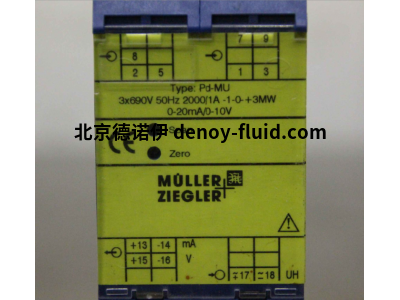 7 9
8
2 5
1 3
Type: Pd-MU
3x690V 50Hz 2000/1A -1-0-+3MW
0-20mA/0-10V
北京德诺伊 denoy-fluid.com
CE
Zero
MÜLLER
ZIEGLER
+13 -14 mA
+15 -16 V
17 18 UH